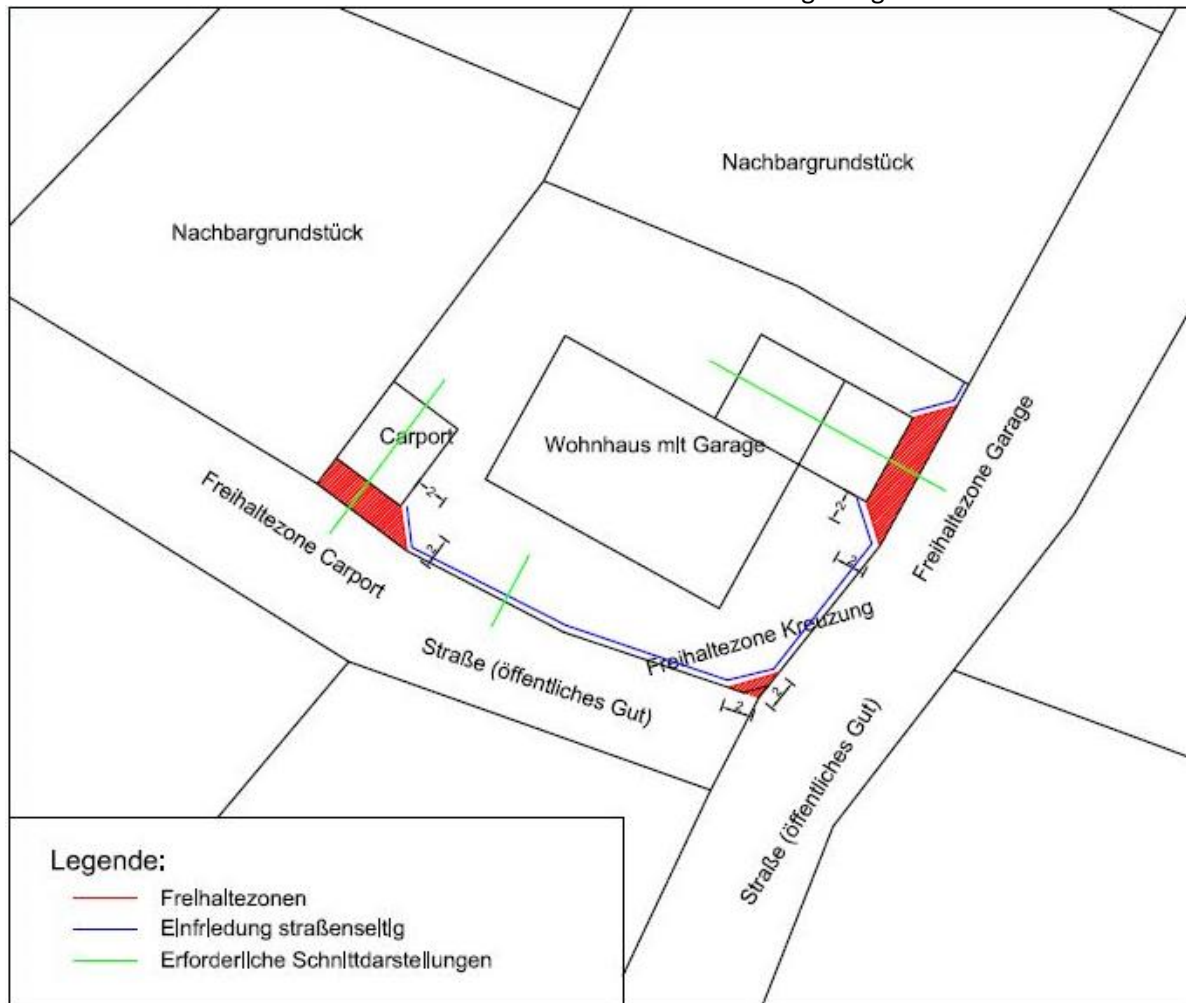 Nachbargrundstück
Nachbargrundstück
Carport
Wohnhaus mit Garage
2
2
2
2
Freihaltezone Garage
Freihaltezone Carport
Freihaltezone Kreuzung
Straße (öffentliches Gut)
2
2
Straße (öffentliches Gut)
Legende:
Freihaltezonen
Einfriedung straßenseitig
Erforderliche Schnittdarstellungen